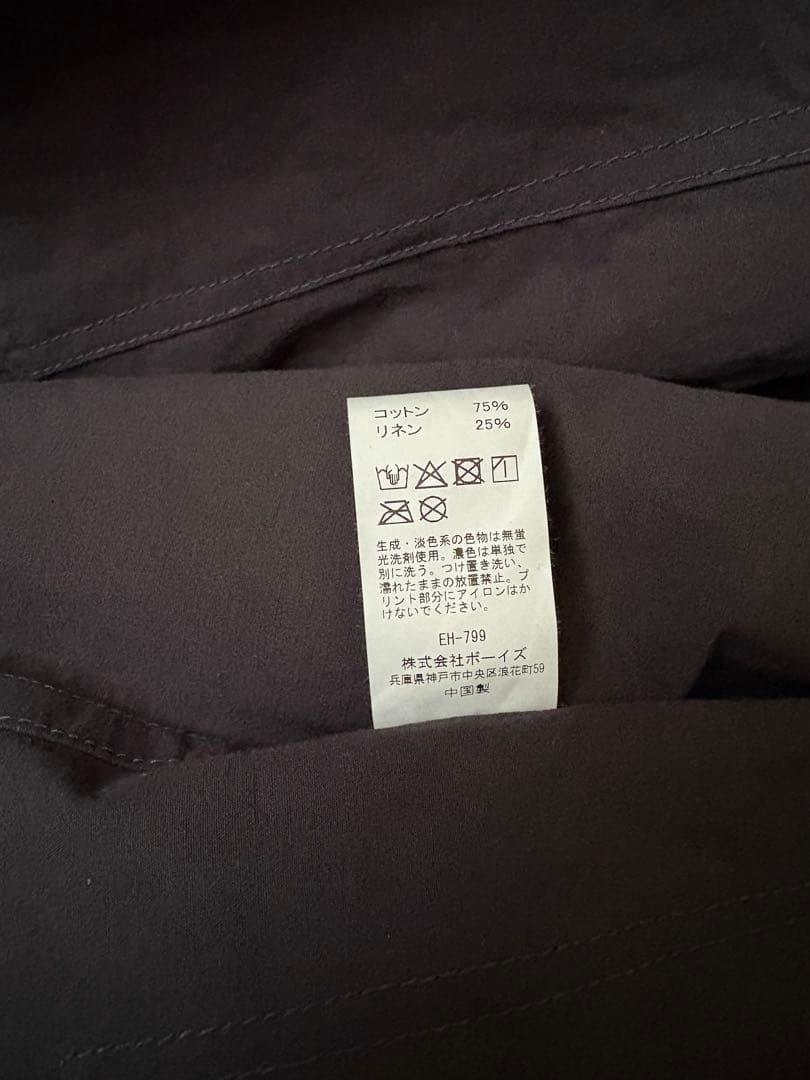 コットン 75%
リネン 25%
生成・淡色系の色物は無蛍
光洗剤使用。濃色は単独で
別に洗う。つけ置き洗い、
濡れたままの放置禁止。プ
リント部分にアイロンはか
けないでください。
EH-799
株式会社ボーイズ
兵庫県神戸市中央区浪花町59
中国製